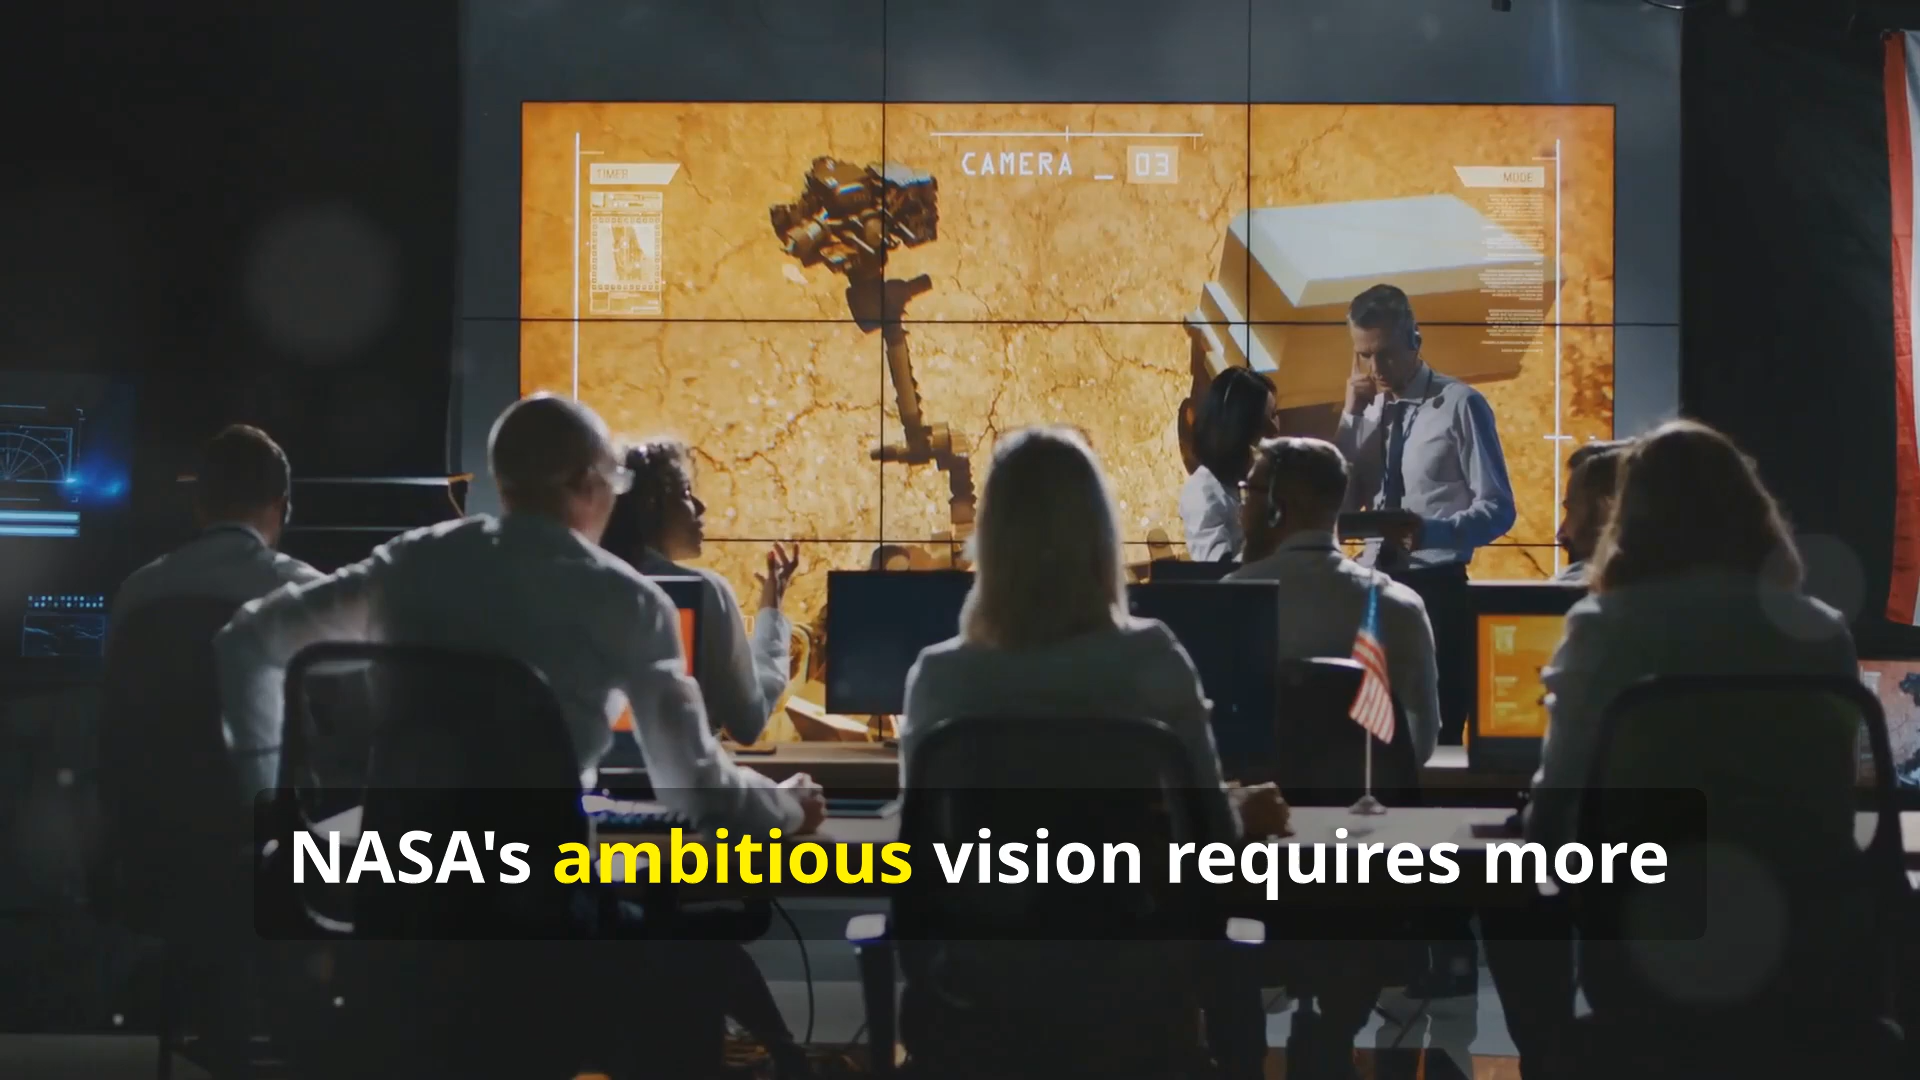 CAMERA _ 03
TIMER
MODE
NASA's ambitious vision requires more